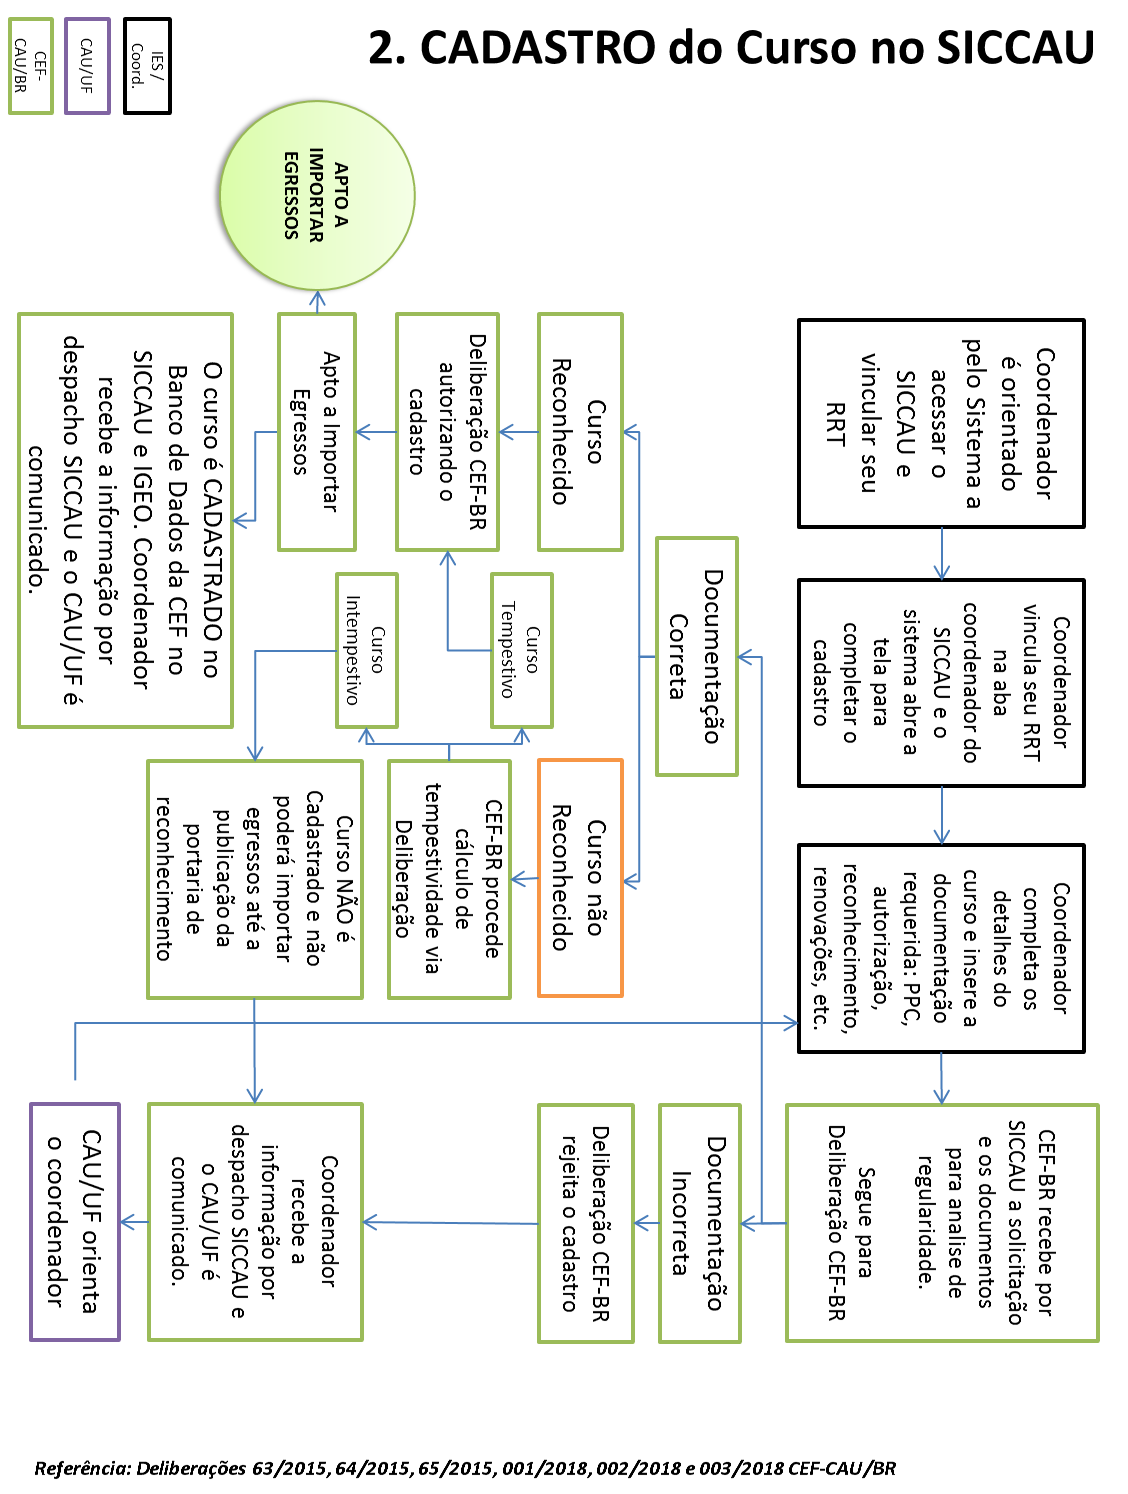 2. CADASTRO do Curso no SICCAU
IES /
Coord.
CAU/UF
CEF-
CAU/BR
Coordenador
é orientado
pelo Sistema a
acessar o
SICCAU e
vincular seu
RRT
Coordenador
vincula seu RRT
na aba
coordenador do
SICCAU e o
sistema abre a
tela para
completar o
cadastro
Coordenador
completa os
detalhes do
curso e insere a
documentação
requerida: PPC,
autorização,
reconhecimento,
renovações, etc.
CEF-BR recebe por
SICCAU a solicitação
e os documentos
para analise de
regularidade.
Segue para
Deliberação CEF-BR
Documentação
Correta
Documentação
Incorreta
Curso
Reconhecido
Curso não
Reconhecido
Deliberação CEF-BR
rejeita o cadastro
Deliberação CEF-BR
autorizando o
cadastro
Curso
Tempestivo
CEF-BR procede
cálculo de
tempestividade via
Deliberação
Apto a Importar
Egressos
Curso
Intempestivo
APTO A
IMPORTAR
EGRESSOS
O curso é CADASTRADO no
Banco de Dados da CEF no
SICCAU e IGEO. Coordenador
recebe a informação por
despacho SICCAU e o CAU/UF é
comunicado.
Curso NÃO é
Cadastrado e não
poderá importar
egressos até a
publicação da
portaria de
reconhecimento
Coordenador
recebe a
informação por
despacho SICCAU e
o CAU/UF é
comunicado.
CAU/UF orienta
o coordenador
Referência: Deliberações 63/2015, 64/2015, 65/2015, 001/2018, 002/2018 e 003/2018 CEF-CAU/BR